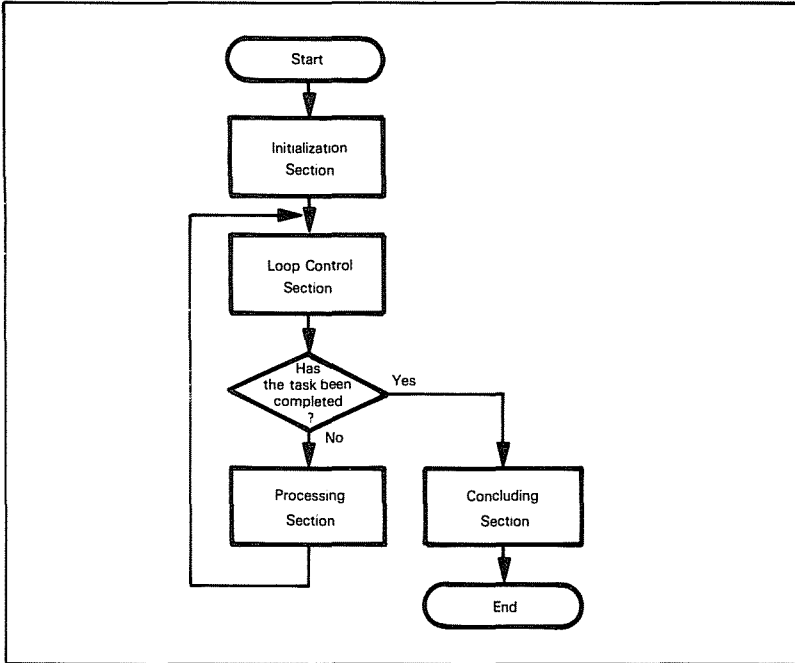 Start
Initialization
Section
Loop Control
Section
Has
the task been
completed
?
Yes
No
Processing
Section
Concluding
Section
End